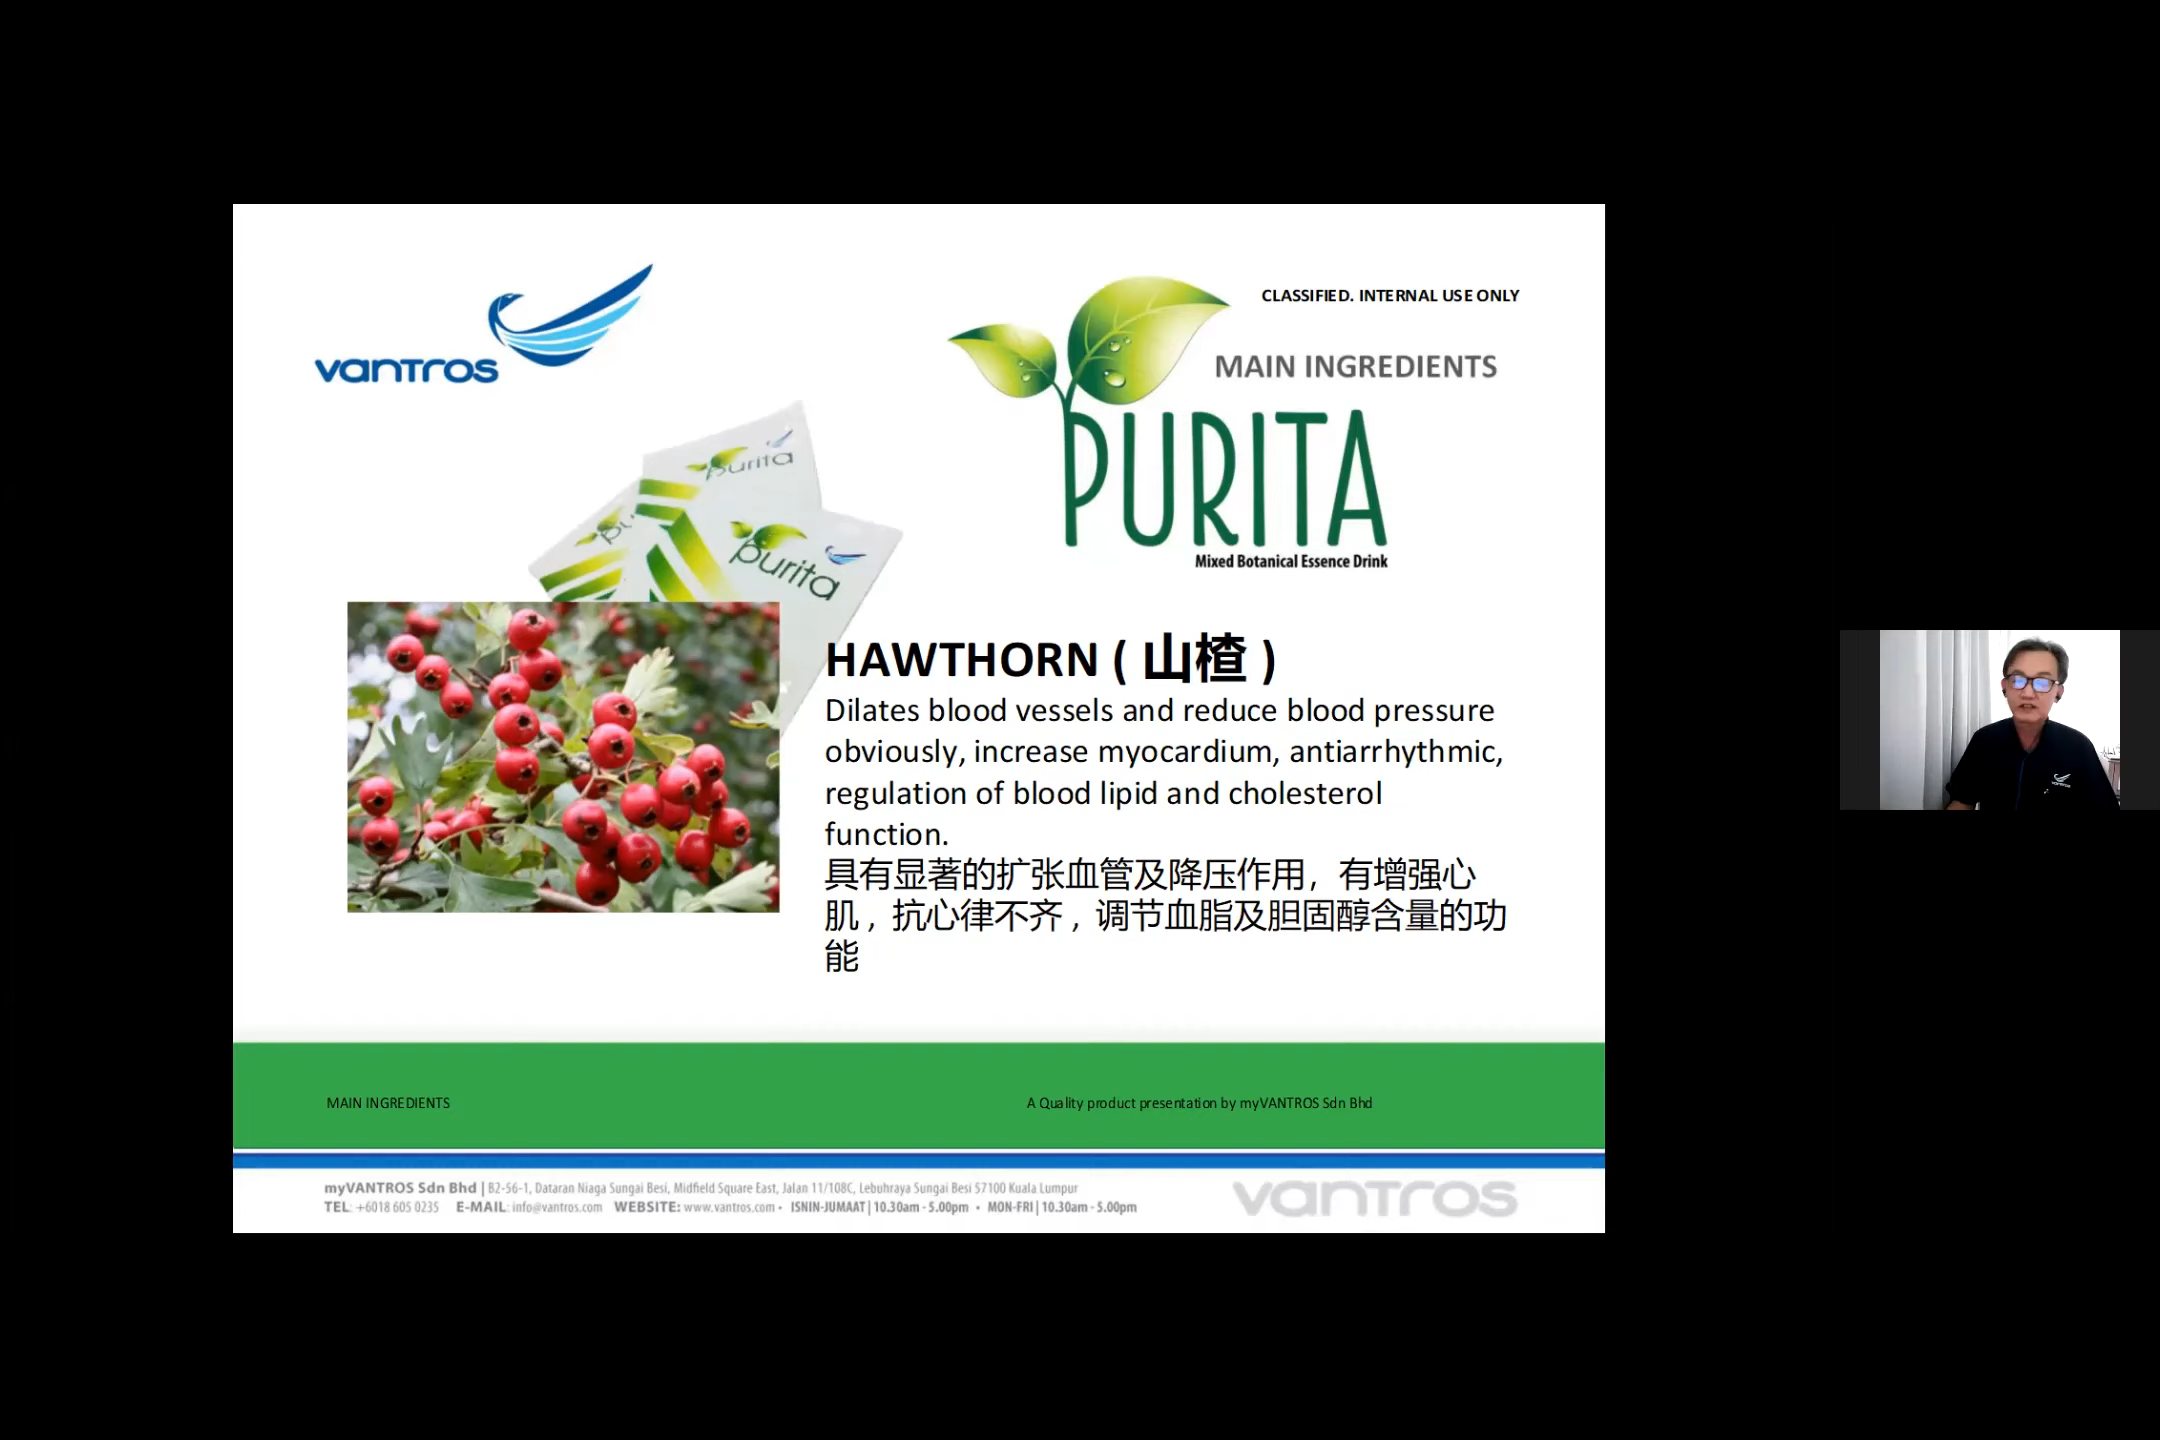 vantros
CLASSIFIED. INTERNAL USE ONLY
MAIN INGREDIENTS
PURITA
Mixed Botanical Essence Drink
purita
purita
pu
HAWTHORN ( 山楂 )
Dilates blood vessels and reduce blood pressure
obviously, increase myocardium, antiarrhythmic,
regulation of blood lipid and cholesterol
function.
具有显著的扩张血管及降压作用，有增强心
肌，抗心律不齐，调节血脂及胆固醇含量的功
能
MAIN INGREDIENTS
A Quality product presentation by myVANTROS Sdn Bhd
myVANTROS Sdn Bhd | B2-56-1, Dataran Niaga Sungai Besi, Midfield Square East, Jalan 11/108C, Lebuhraya Sungai Besi 57100 Kuala Lumpur
TEL: +6018 605 0235 E-MAIL: info@vantros.com WEBSITE: www.vantros.com • ISNIN-JUMAAT | 10.30am - 5.00pm • MON-FRI | 10.30am - 5.00pm
vantros